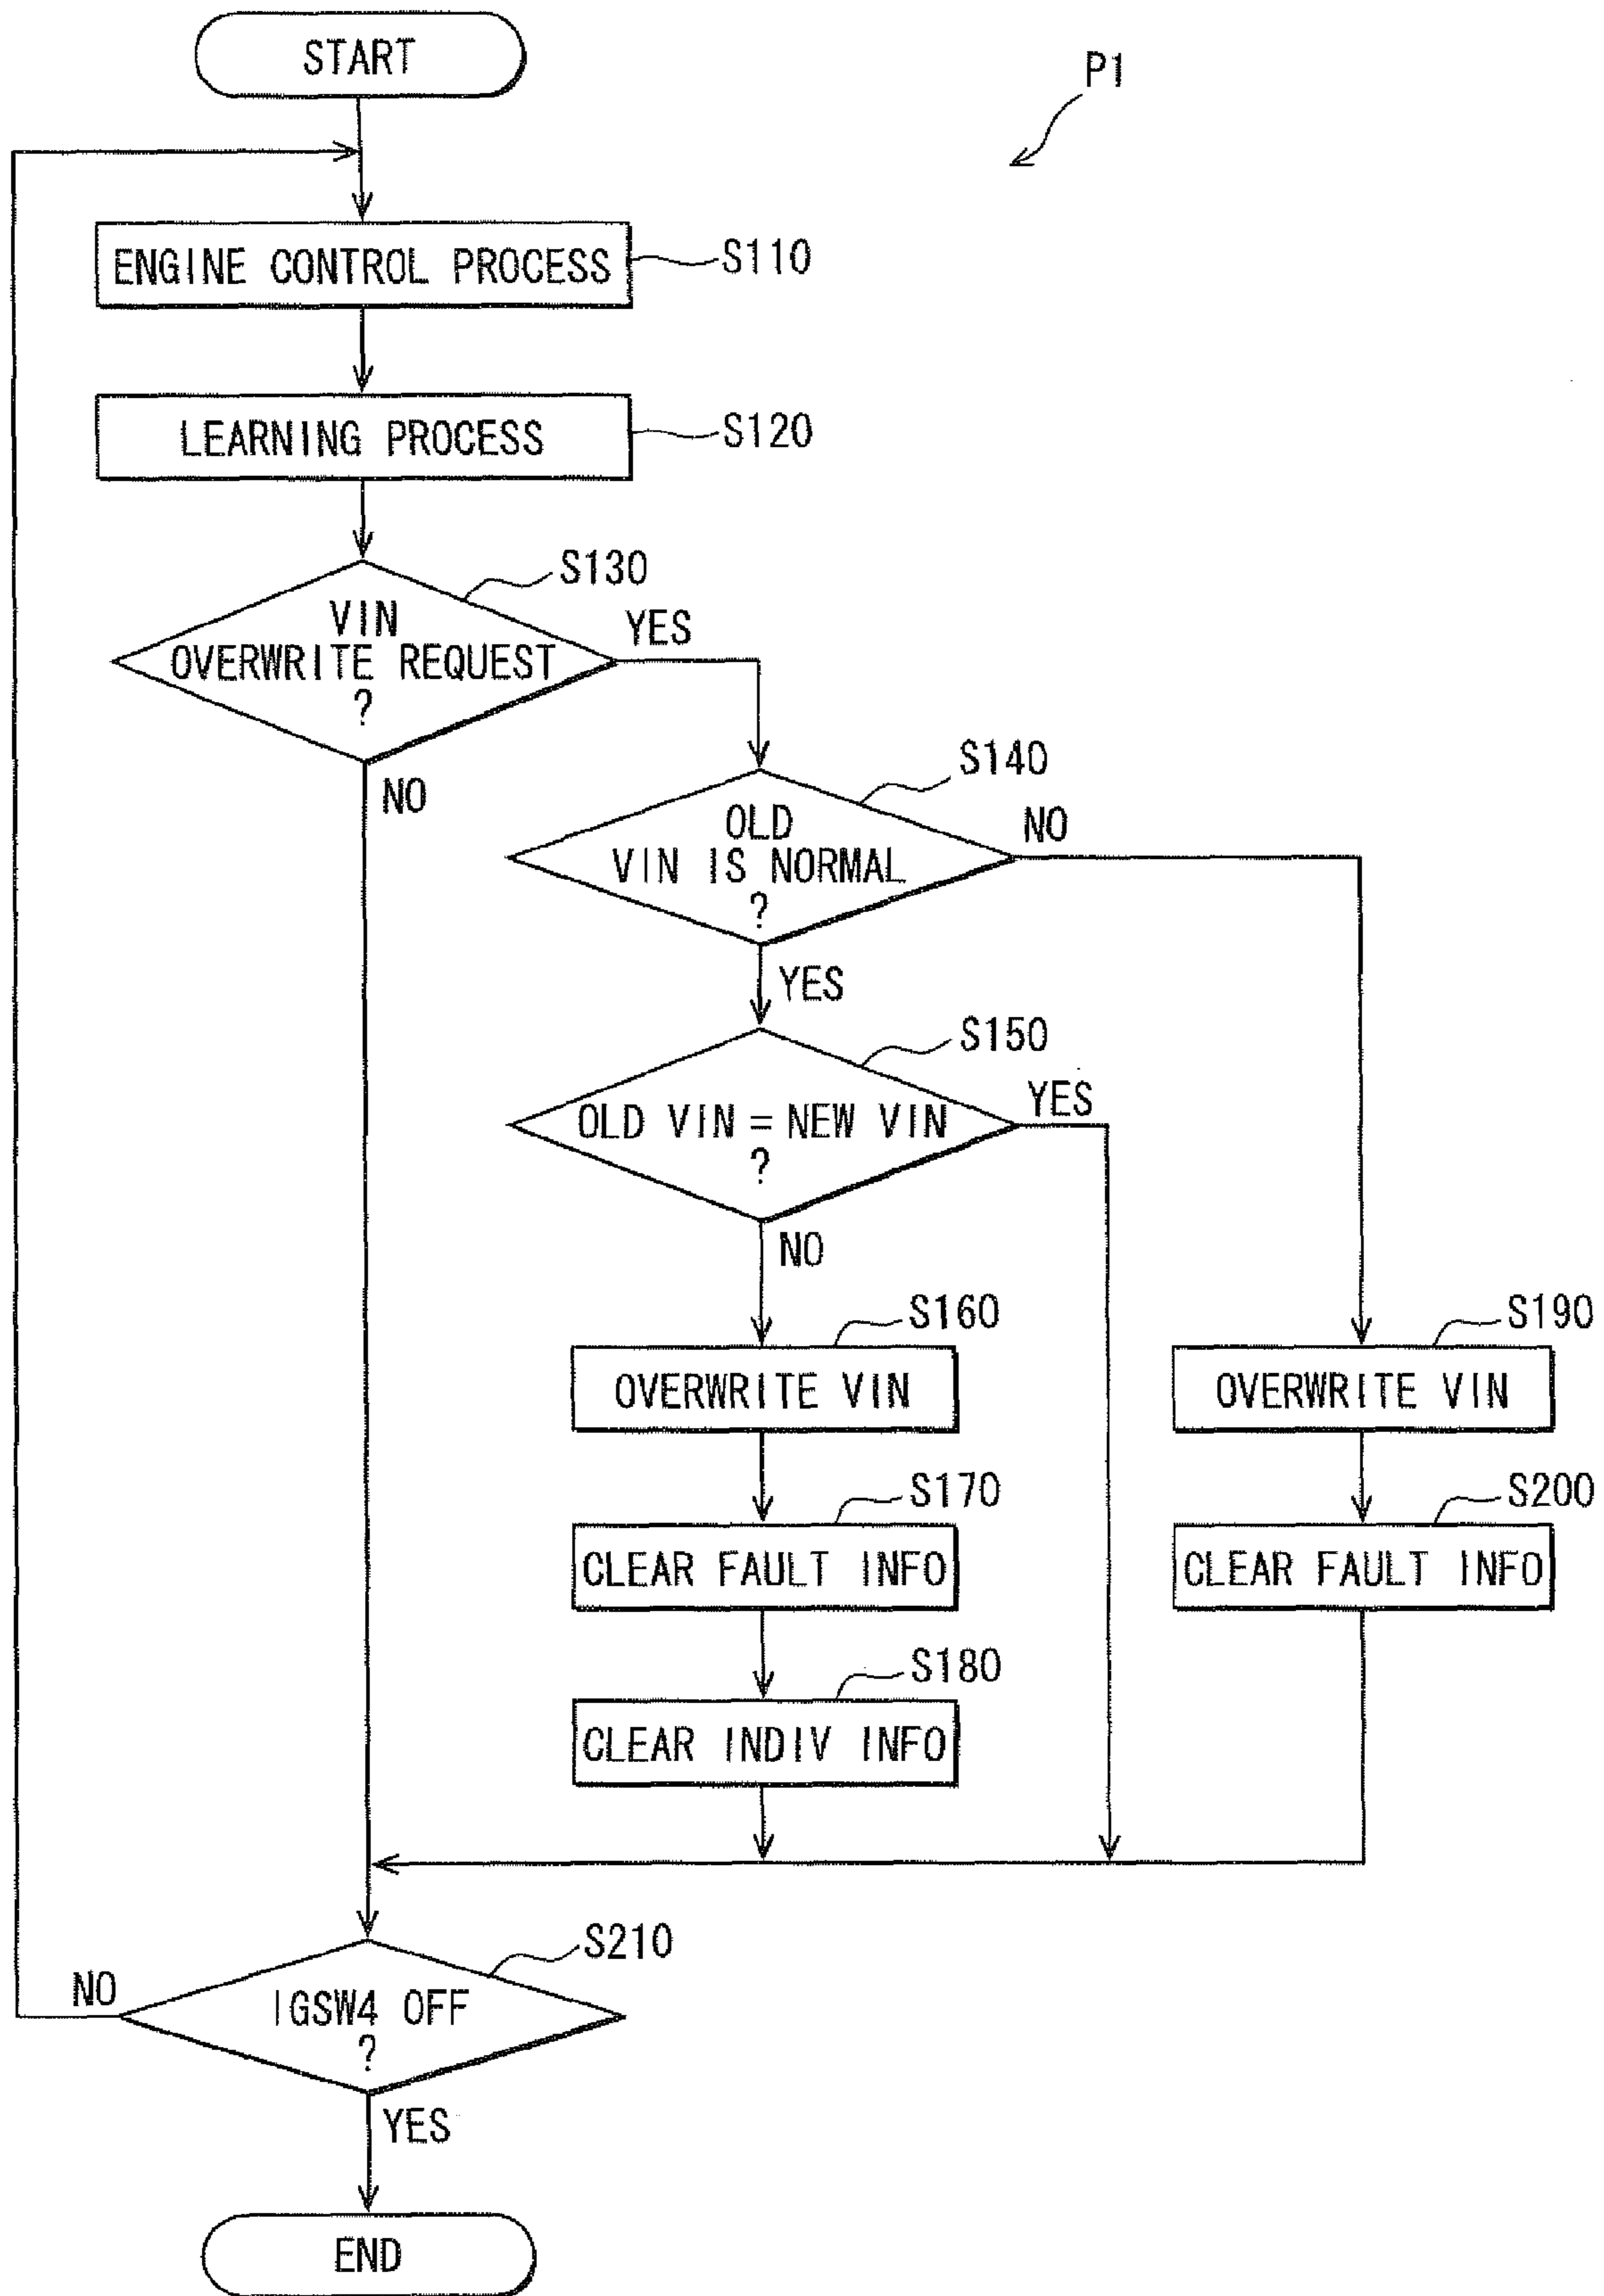 START
P1
ENGINE CONTROL PROCESS
S110
LEARNING PROCESS
S120
S130
VIN
OVERWRITE REQUEST
?
YES
NO
S140
OLD
VIN IS NORMAL
?
NO
YES
S150
OLD VIN = NEW VIN
?
YES
NO
S160
OVERWRITE VIN
S190
OVERWRITE VIN
S170
CLEAR FAULT INFO
S200
CLEAR FAULT INFO
S180
CLEAR INDIV INFO
S210
IGSW4 OFF
?
NO
YES
END